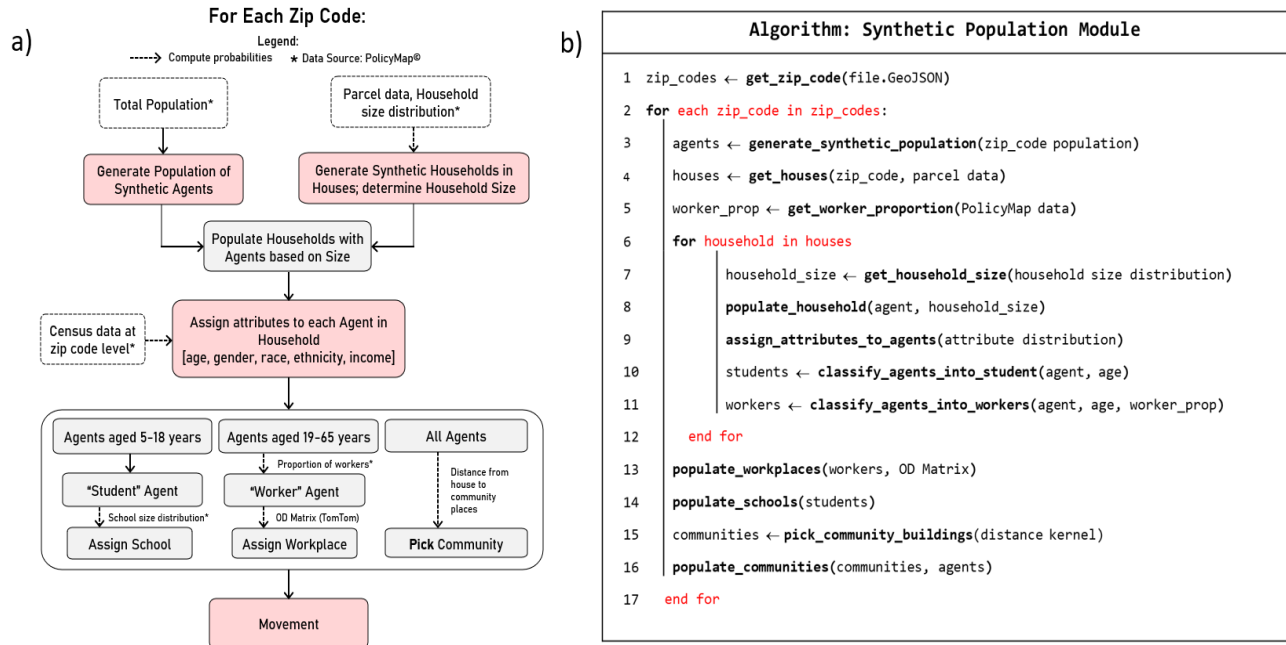 a)
For Each Zip Code:
Legend:
Compute probabilities * Data Source: PolicyMap©
Total Population*
Parcel data, Household
size distribution*
Generate Population of
Synthetic Agents
Generate Synthetic Households in
Houses; determine Household Size
Populate Households with
Agents based on Size
Census data at
zip code level*
Assign attributes to each Agent in
Household
[age, gender, race, ethnicity, income]
Agents aged 5-18 years
Agents aged 19-65 years
All Agents
Proportion of workers*
Distance from
house to
community
places
"Student" Agent
"Worker" Agent
School size distribution*
OD Matrix (TomTom)
Assign School
Assign Workplace
Pick Community
Movement
b)
Algorithm: Synthetic Population Module
1 zip_codes ← get_zip_code(file.GeoJSON)
2 for each zip_code in zip_codes:
3 agents ← generate_synthetic_population(zip_code population)
4 houses ← get_houses(zip_code, parcel data)
5 worker_prop ← get_worker_proportion(PolicyMap data)
6 for household in houses
7 household_size ← get_household_size(household size distribution)
8 populate_household(agent, household_size)
9 assign_attributes_to_agents(attribute distribution)
10 students ← classify_agents_into_student(agent, age)
11 workers ← classify_agents_into_workers(agent, age, worker_prop)
12 end for
13 populate_workplaces(workers, OD Matrix)
14 populate_schools(students)
15 communities ← pick_community_buildings(distance kernel)
16 populate_communities(communities, agents)
17 end for